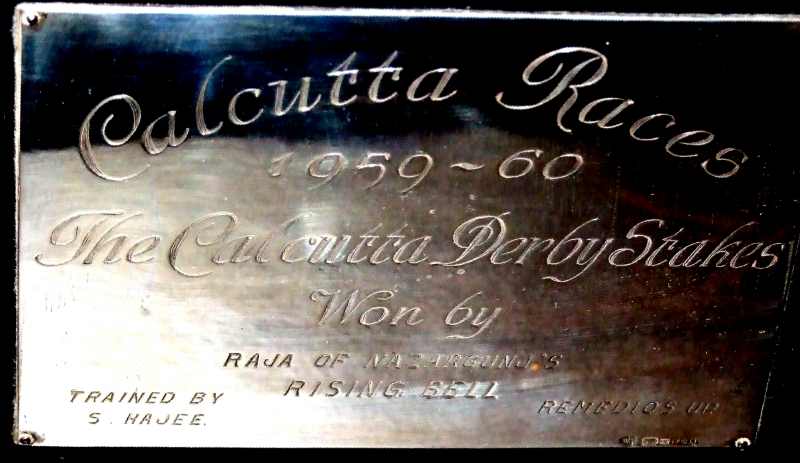 Calcutta Races
1959~60
The Calcutta Derby Stakes
Won by
RAJA OF NAZARGUNJ'S
RISING BELL
TRAINED BY
S. HAJEE.
REMEDIOS UP